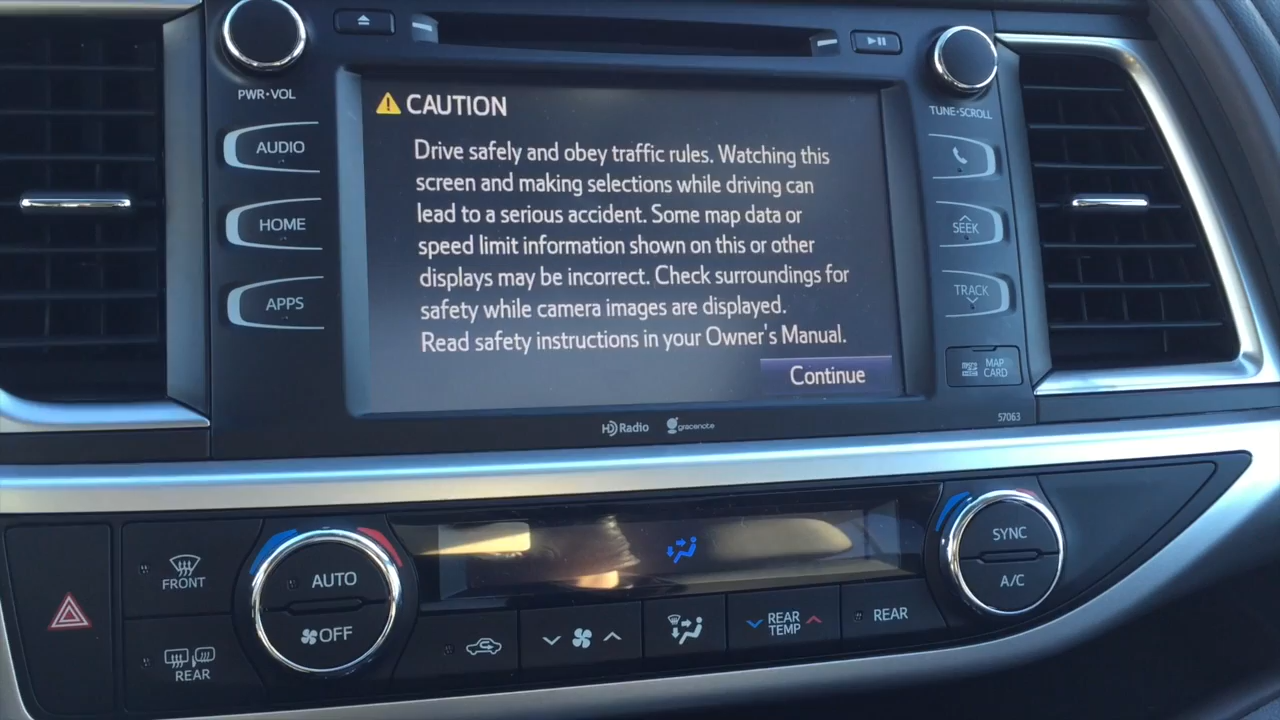 PWR•VOL
AUDIO
HOME
APPS
⚠ CAUTION
Drive safely and obey traffic rules. Watching this
screen and making selections while driving can
lead to a serious accident. Some map data or
speed limit information shown on this or other
displays may be incorrect. Check surroundings for
safety while camera images are displayed.
Read safety instructions in your Owner's Manual.
Continue
TUNE•SCROLL
SEEK
TRACK
MAP
CARD
HD Radio
gracenote
57063
FRONT
REAR
AUTO
OFF
REAR
TEMP
REAR
SYNC
A/C